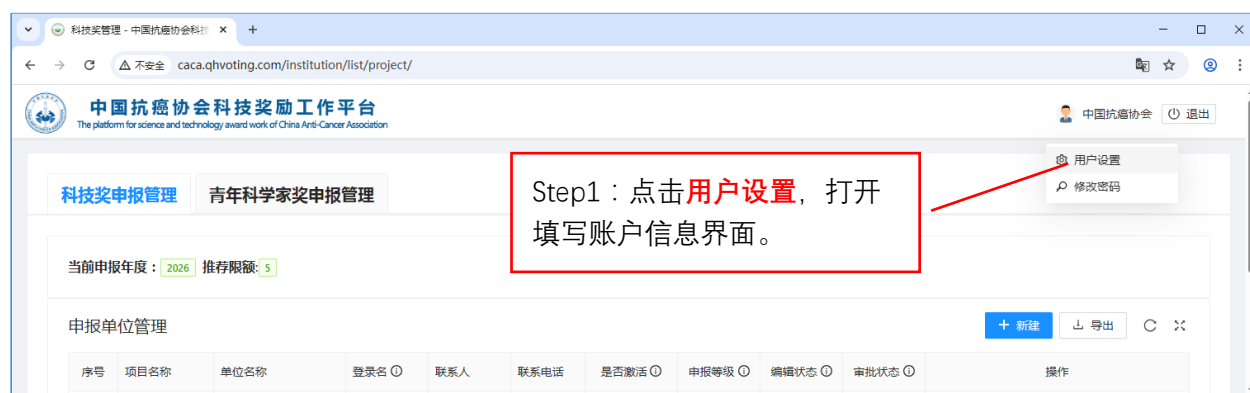 科技奖管理 - 中国抗癌协会科技
不安全 caca.qhvoting.com/institution/list/project/
中国抗癌协会科技奖励工作平台
The platform for science and technology award work of China Anti-Cancer Association
中国抗癌协会 退出
用户设置
修改密码
科技奖申报管理 青年科学家奖申报管理
Step1：点击用户设置，打开
填写账户信息界面。
当前申报年度： 2026 推荐限额: 5
申报单位管理
新建 导出
序号 项目名称 单位名称 登录名 联系人 联系电话 是否激活 申报等级 编辑状态 审批状态 操作